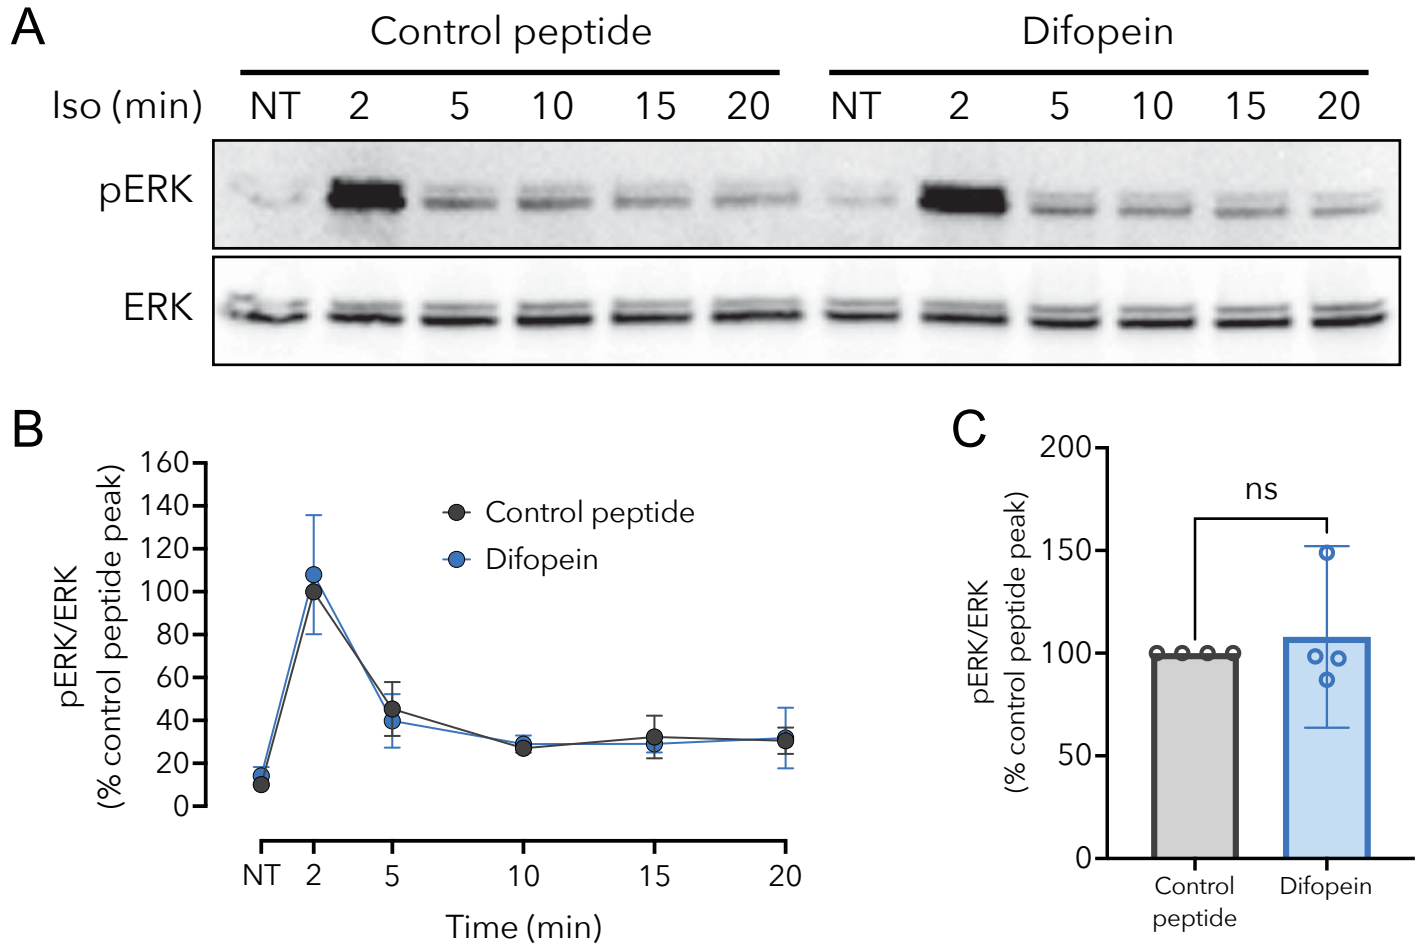 A
Control peptide Difopein
Iso (min) NT 2 5 10 15 20 NT 2 5 10 15 20
pERK
ERK
B
pERK/ERK
(% control peptide peak)
160
140
120
100
80
60
40
20
0
Control peptide
Difopein
NT 2 5 10 15 20
Time (min)
C
pERK/ERK
(% control peptide peak)
200
150
100
50
0
ns
Control
peptide
Difopein